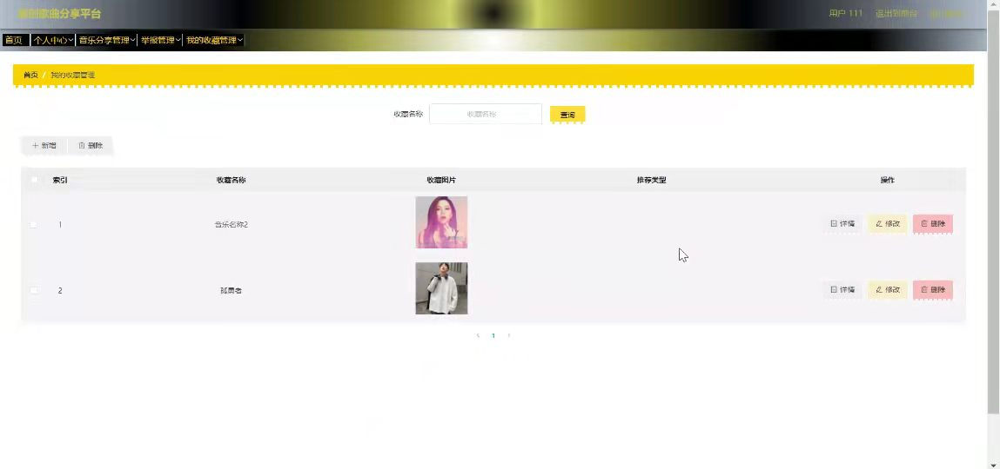 原创歌曲分享平台
用户 111 退出到前台
首页 个人中心 音乐分享管理 举报管理 我的收藏管理
首页 / 我的收藏管理
收藏名称 收藏名称 查询
新增 删除
索引 收藏名称 收藏图片 推荐类型 操作
1 音乐名称2 详情 修改 删除
2 孤勇者 详情 修改 删除
1